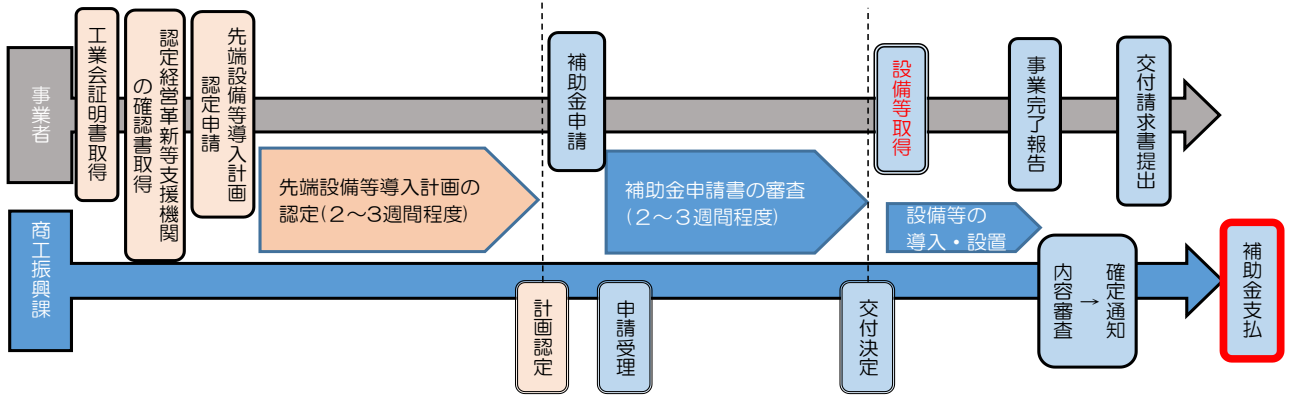 事業者
工業会証明書取得
認定経営革新等支援機関
の確認書取得
先端設備等導入計画
認定申請
補助金申請
設備等取得
事業完了報告
交付請求書提出
先端設備等導入計画の
認定(２～３週間程度)
補助金申請書の審査
(２～３週間程度)
設備等の
導入・設置
商工振興課
計画認定
申請受理
交付決定
内容審査
→
確定通知
補助金支払